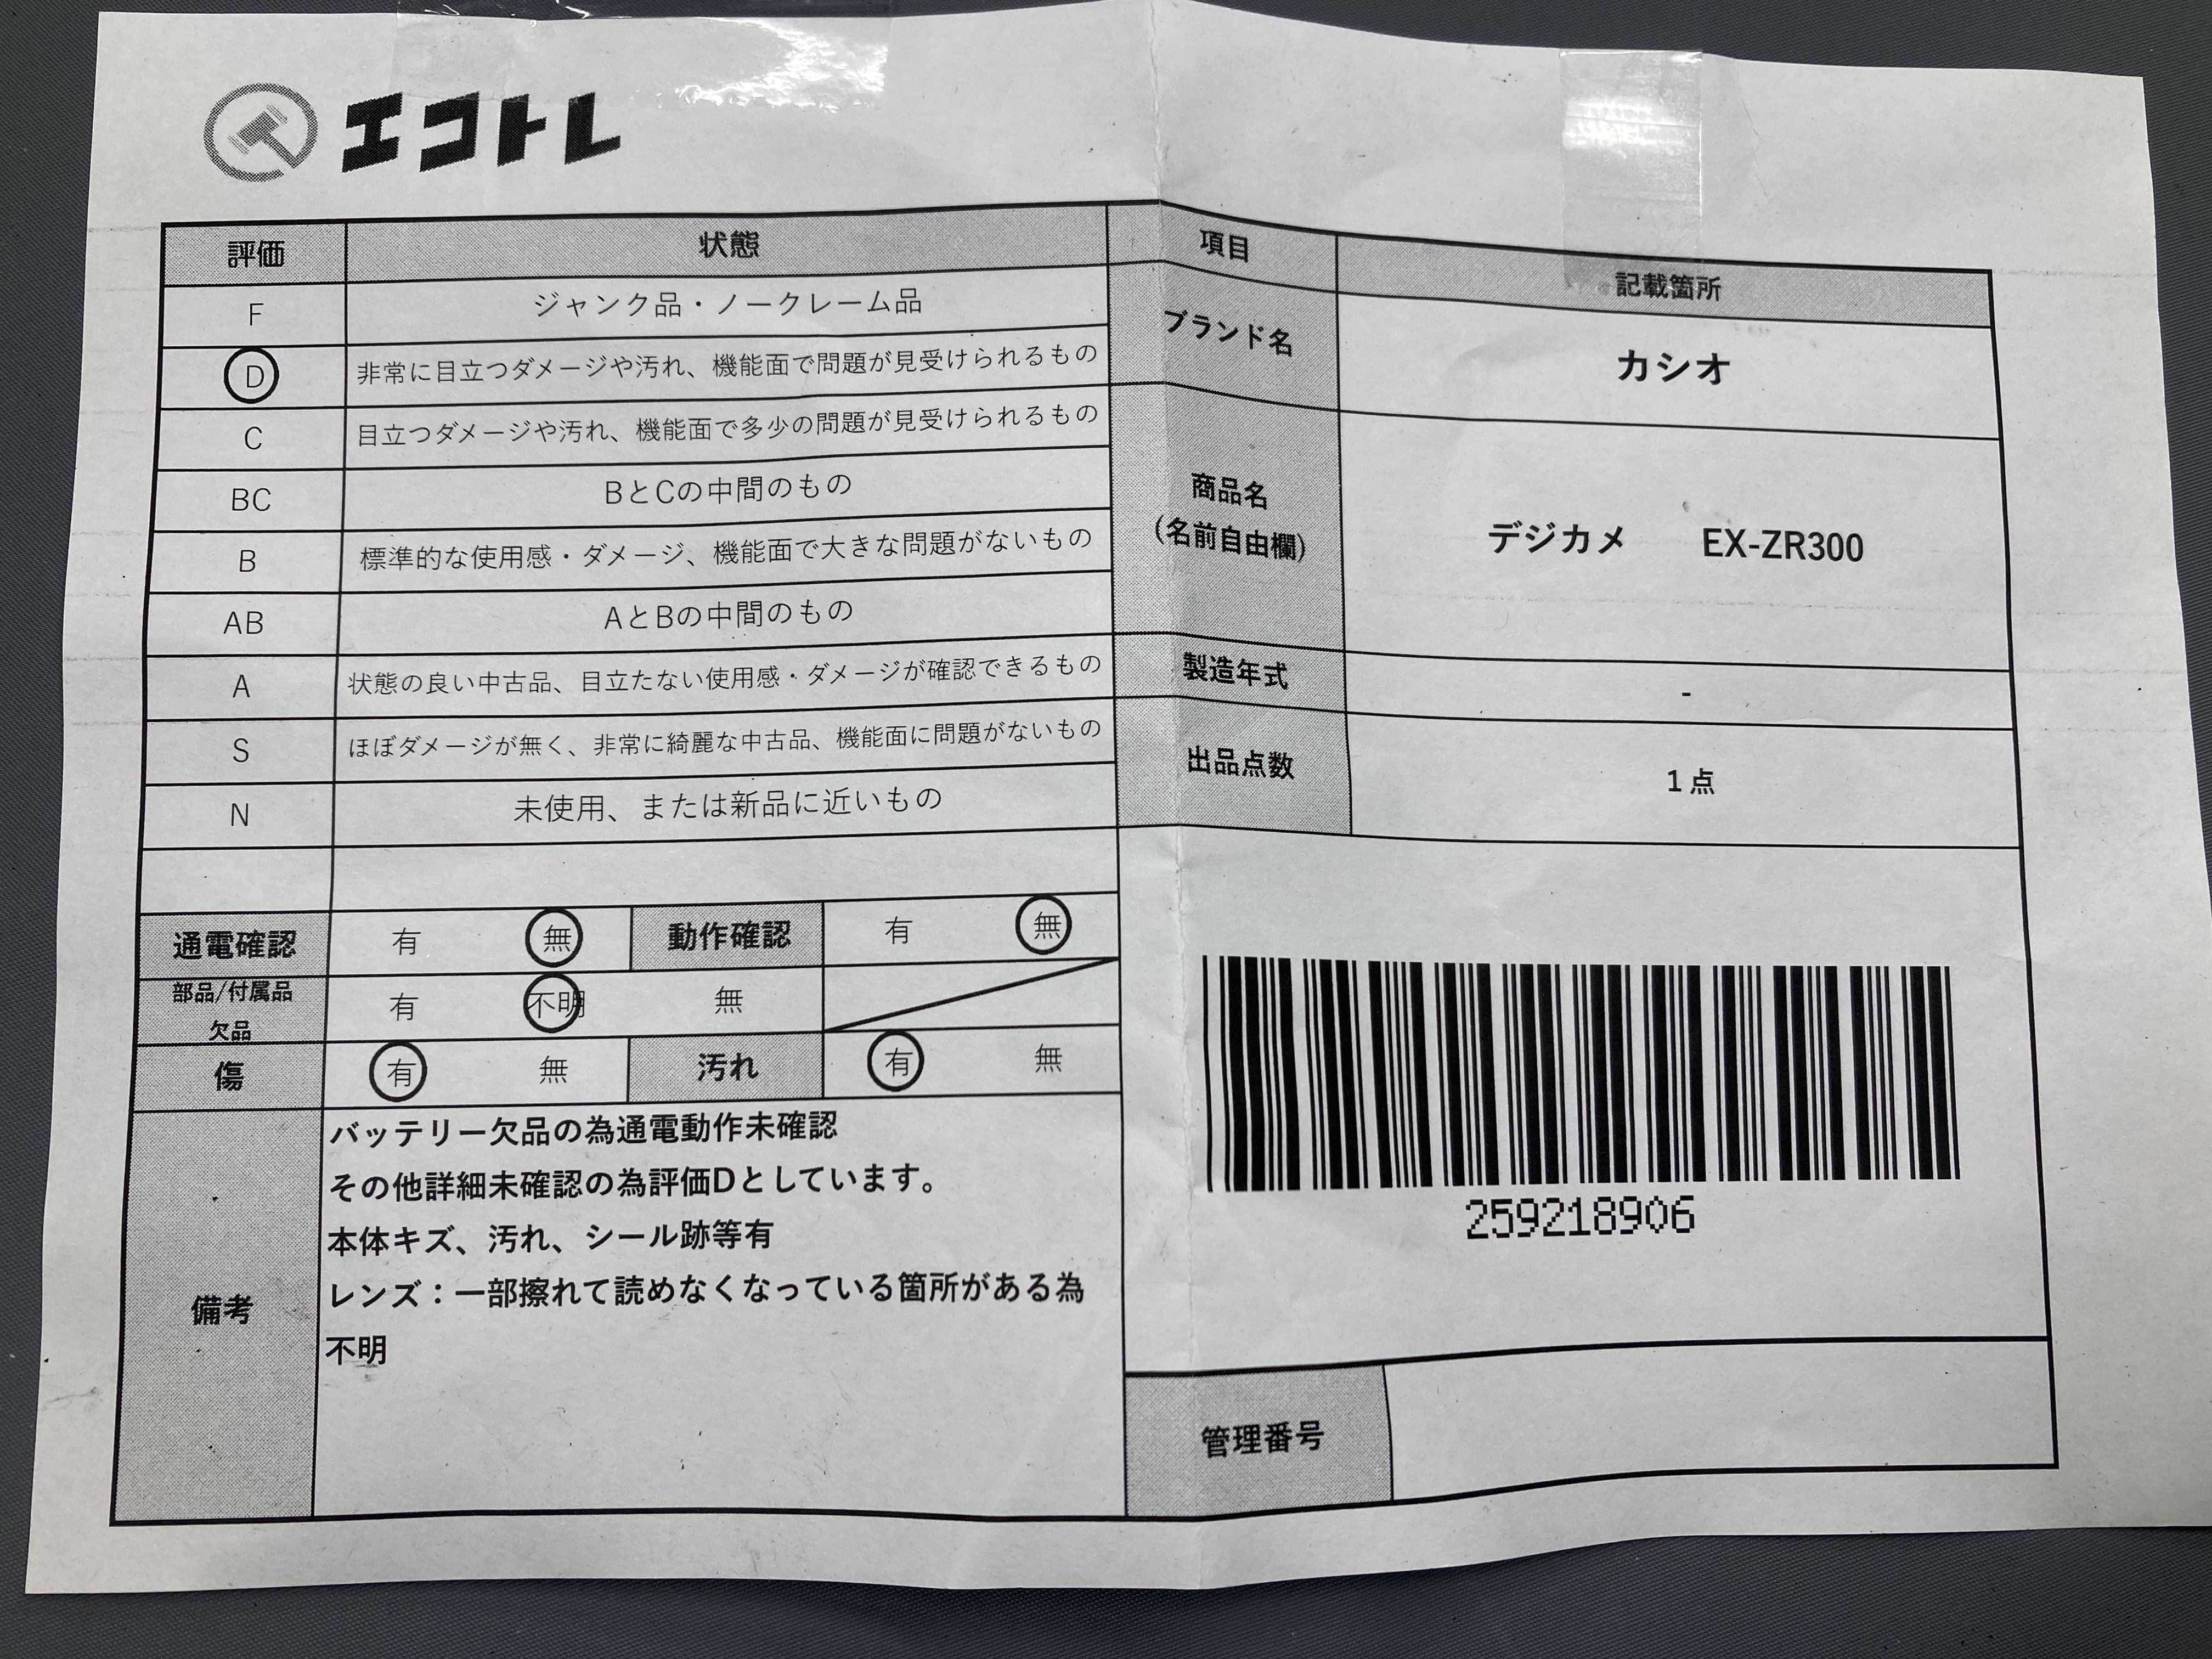 エコトレ
評価 状態
F ジャンク品・ノークレーム品
D 非常に目立つダメージや汚れ、機能面で問題が見受けられるもの
C 目立つダメージや汚れ、機能面で多少の問題が見受けられるもの
BC BとCの中間のもの
B 標準的な使用感・ダメージ、機能面で大きな問題がないもの
AB AとBの中間のもの
A 状態の良い中古品、目立たない使用感・ダメージが確認できるもの
S ほぼダメージが無く、非常に綺麗な中古品、機能面に問題がないもの
N 未使用、または新品に近いもの
通電確認 有 無 動作確認 有 無
部品/付属品
欠品 有 不明 無
傷 有 無 汚れ 有 無
備考
バッテリー欠品の為通電動作未確認
その他詳細未確認の為評価Dとしています。
本体キズ、汚れ、シール跡等有
レンズ：一部擦れて読めなくなっている箇所がある為
不明
項目 記載箇所
ブランド名 カシオ
商品名
（名前自由欄） デジカメ EX-ZR300
製造年式 -
出品点数 1点
259218906
管理番号